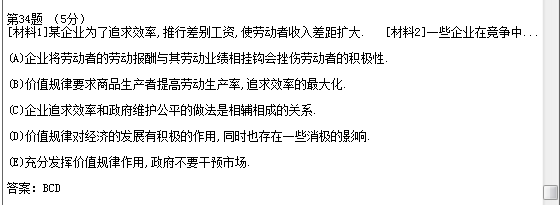 第34题 （5分）
[材料1]某企业为了追求效率,推行差别工资,使劳动者收入差距扩大. [材料2]一些企业在竞争中...
(A)企业将劳动者的劳动报酬与其劳动业绩相挂钩会挫伤劳动者的积极性.
(B)价值规律要求商品生产者提高劳动生产率,追求效率的最大化.
(C)企业追求效率和政府维护公平的做法是相辅相成的关系.
(D)价值规律对经济的发展有积极的作用,同时也存在一些消极的影响.
(E)充分发挥价值规律作用,政府不要干预市场.
答案：BCD